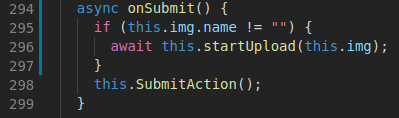 294 async onSubmit() {
295 if (this.img.name != "") {
296 await this.startUpload(this.img);
297 }
298 this.SubmitAction();
299 }